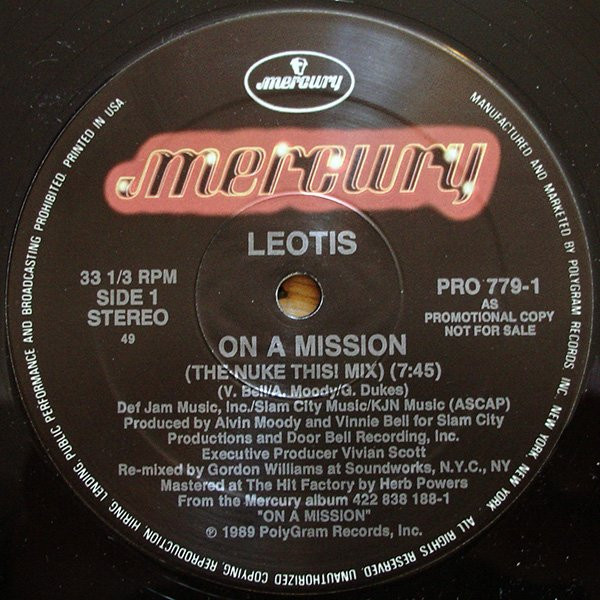 mercury
mercury
LEOTIS
33 1/3 RPM
SIDE 1
STEREO
49
PRO 779-1
AS
PROMOTIONAL COPY
NOT FOR SALE
ON A MISSION
(THE NUKE THIS! MIX) (7:45)
(V. Bell/A. Moody/G. Dukes)
Def Jam Music, Inc./Slam City Music/KJN Music (ASCAP)
Produced by Alvin Moody and Vinnie Bell for Slam City
Productions and Door Bell Recording, Inc.
Executive Producer Vivian Scott
Re-mixed by Gordon Williams at Soundworks, N.Y.C., NY
Mastered at The Hit Factory by Herb Powers
From the Mercury album 422 838 188-1
"ON A MISSION"
℗ 1989 PolyGram Records, Inc.
MANUFACTURED AND MARKETED BY POLYGRAM RECORDS, INC. NEW YORK, NEW YORK. ALL RIGHTS RESERVED. UNAUTHORIZED COPYING, REPRODUCTION, HIRING, LENDING, PUBLIC PERFORMANCE AND BROADCASTING PROHIBITED. PRINTED IN USA.